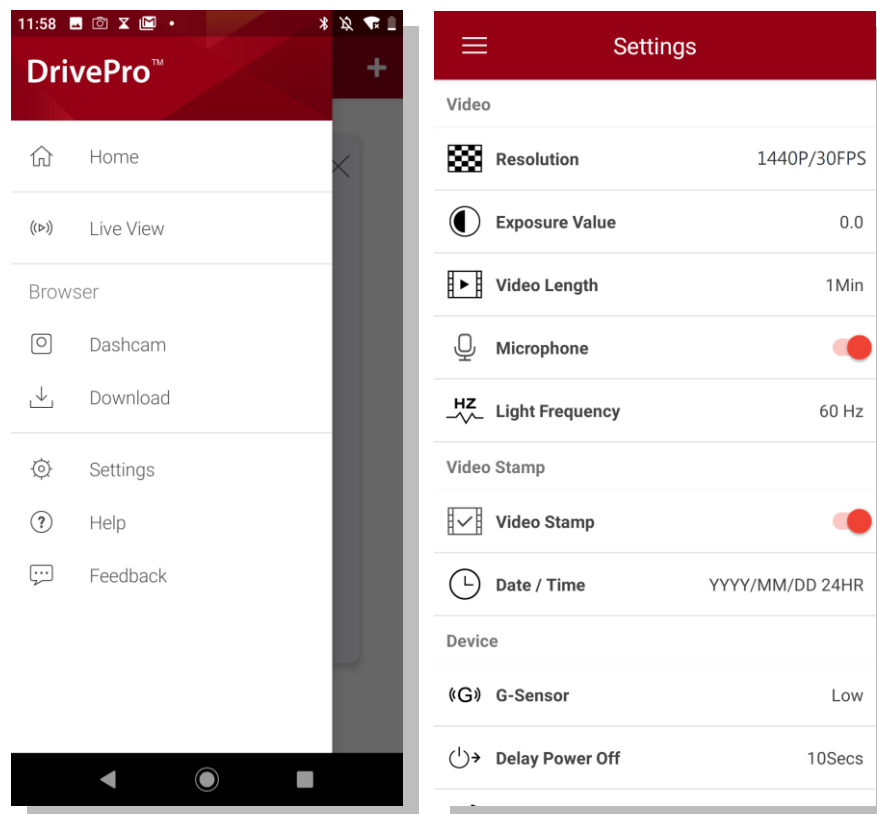 11:58
DrivePro™
Home
Live View
Browser
Dashcam
Download
Settings
Help
Feedback
Settings
Video
Resolution 1440P/30FPS
Exposure Value 0.0
Video Length 1Min
Microphone
HZ Light Frequency 60 Hz
Video Stamp
Video Stamp
Date / Time YYYY/MM/DD 24HR
Device
((G)) G-Sensor Low
Delay Power Off 10Secs